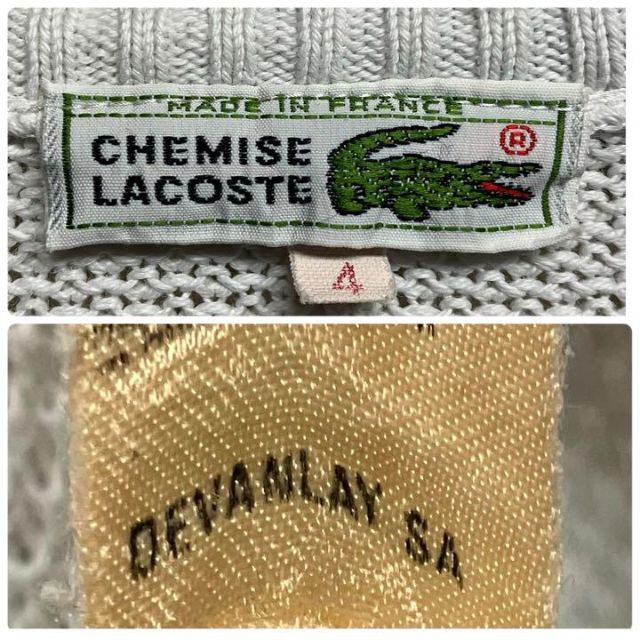 MADE IN FRANCE
CHEMISE
LACOSTE
®
4
DEVANLAY SA